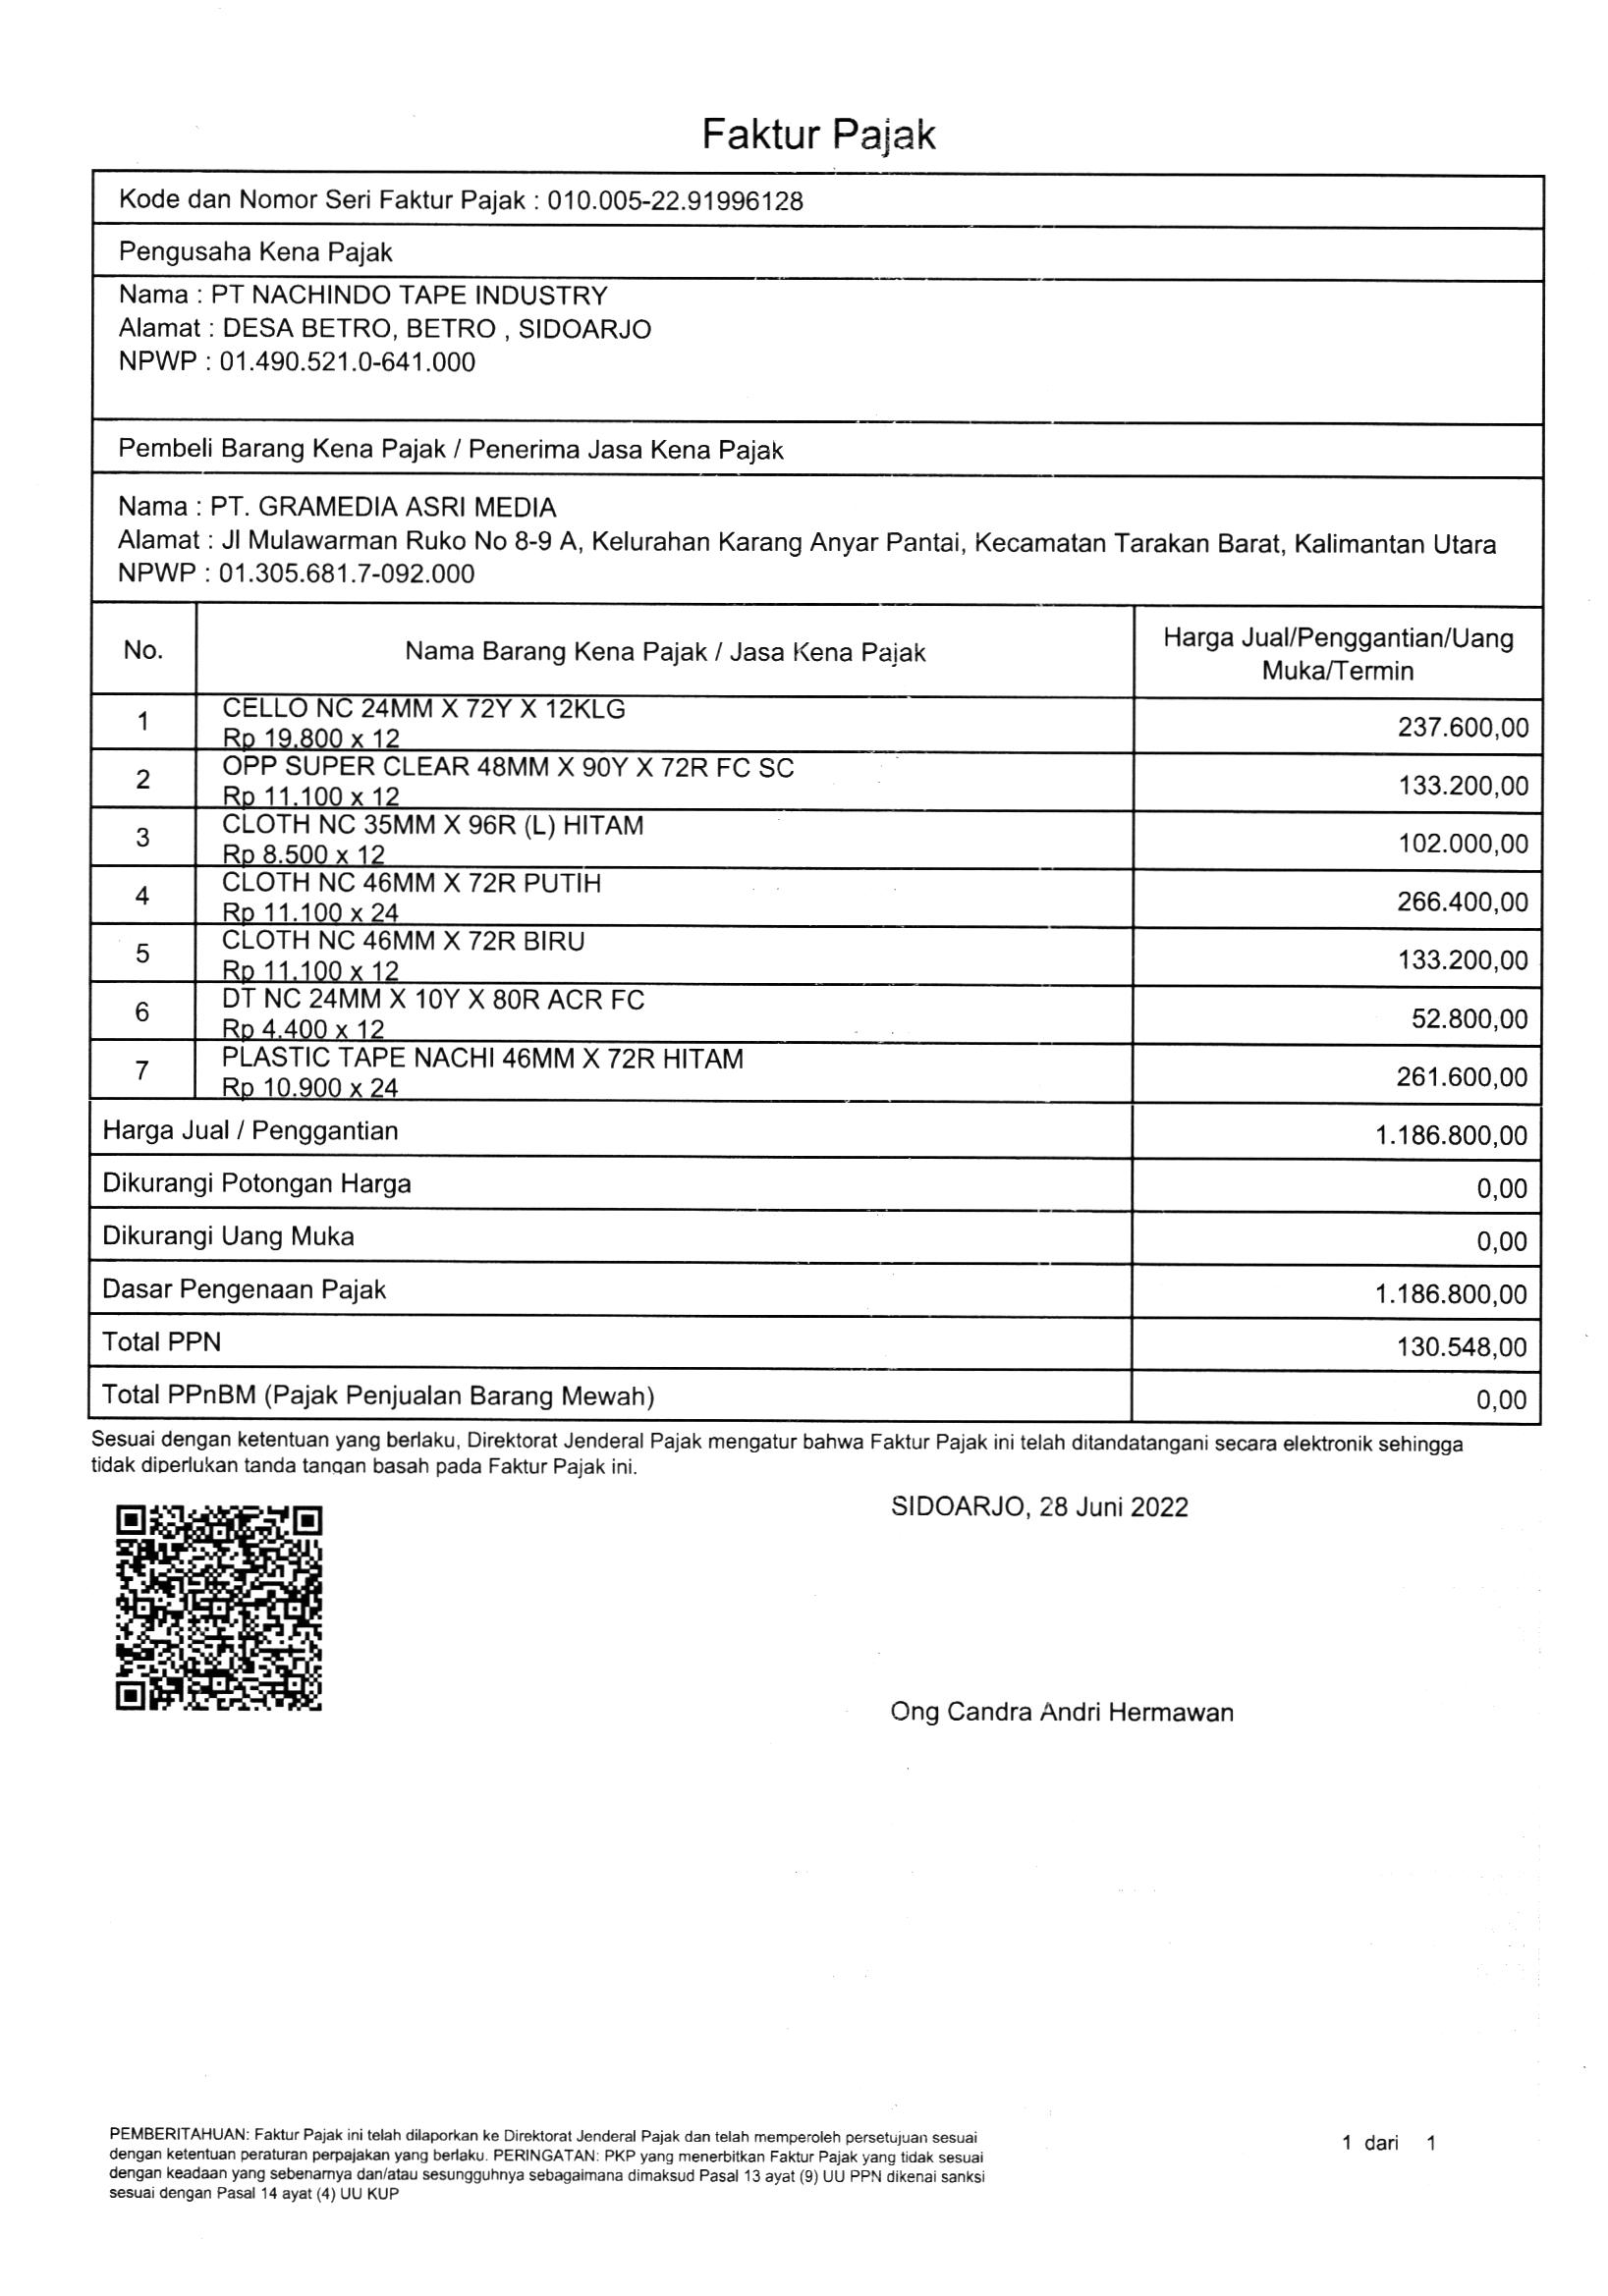 Faktur Pajak
Kode dan Nomor Seri Faktur Pajak : 010.005-22.91996128
Pengusaha Kena Pajak
Nama : PT NACHINDO TAPE INDUSTRY
Alamat : DESA BETRO, BETRO , SIDOARJO
NPWP : 01.490.521.0-641.000
Pembeli Barang Kena Pajak / Penerima Jasa Kena Pajak
Nama : PT. GRAMEDIA ASRI MEDIA
Alamat : Jl Mulawarman Ruko No 8-9 A, Kelurahan Karang Anyar Pantai, Kecamatan Tarakan Barat, Kalimantan Utara
NPWP : 01.305.681.7-092.000
No. Nama Barang Kena Pajak / Jasa Kena Pajak Harga Jual/Penggantian/Uang
Muka/Termin
1 CELLO NC 24MM X 72Y X 12KLG
Rp 19.800 x 12 237.600,00
2 OPP SUPER CLEAR 48MM X 90Y X 72R FC SC
Rp 11.100 x 12 133.200,00
3 CLOTH NC 35MM X 96R (L) HITAM
Rp 8.500 x 12 102.000,00
4 CLOTH NC 46MM X 72R PUTIH
Rp 11.100 x 24 266.400,00
5 CLOTH NC 46MM X 72R BIRU
Rp 11.100 x 12 133.200,00
6 DT NC 24MM X 10Y X 80R ACR FC
Rp 4.400 x 12 52.800,00
7 PLASTIC TAPE NACHI 46MM X 72R HITAM
Rp 10.900 x 24 261.600,00
Harga Jual / Penggantian 1.186.800,00
Dikurangi Potongan Harga 0,00
Dikurangi Uang Muka 0,00
Dasar Pengenaan Pajak 1.186.800,00
Total PPN 130.548,00
Total PPnBM (Pajak Penjualan Barang Mewah) 0,00
Sesuai dengan ketentuan yang berlaku, Direktorat Jenderal Pajak mengatur bahwa Faktur Pajak ini telah ditandatangani secara elektronik sehingga
tidak diperlukan tanda tangan basah pada Faktur Pajak ini.
SIDOARJO, 28 Juni 2022
Ong Candra Andri Hermawan
PEMBERITAHUAN: Faktur Pajak ini telah dilaporkan ke Direktorat Jenderal Pajak dan telah memperoleh persetujuan sesuai
dengan ketentuan peraturan perpajakan yang berlaku. PERINGATAN: PKP yang menerbitkan Faktur Pajak yang tidak sesuai
dengan keadaan yang sebenarnya dan/atau sesungguhnya sebagaimana dimaksud Pasal 13 ayat (9) UU PPN dikenai sanksi
sesuai dengan Pasal 14 ayat (4) UU KUP
1 dari 1